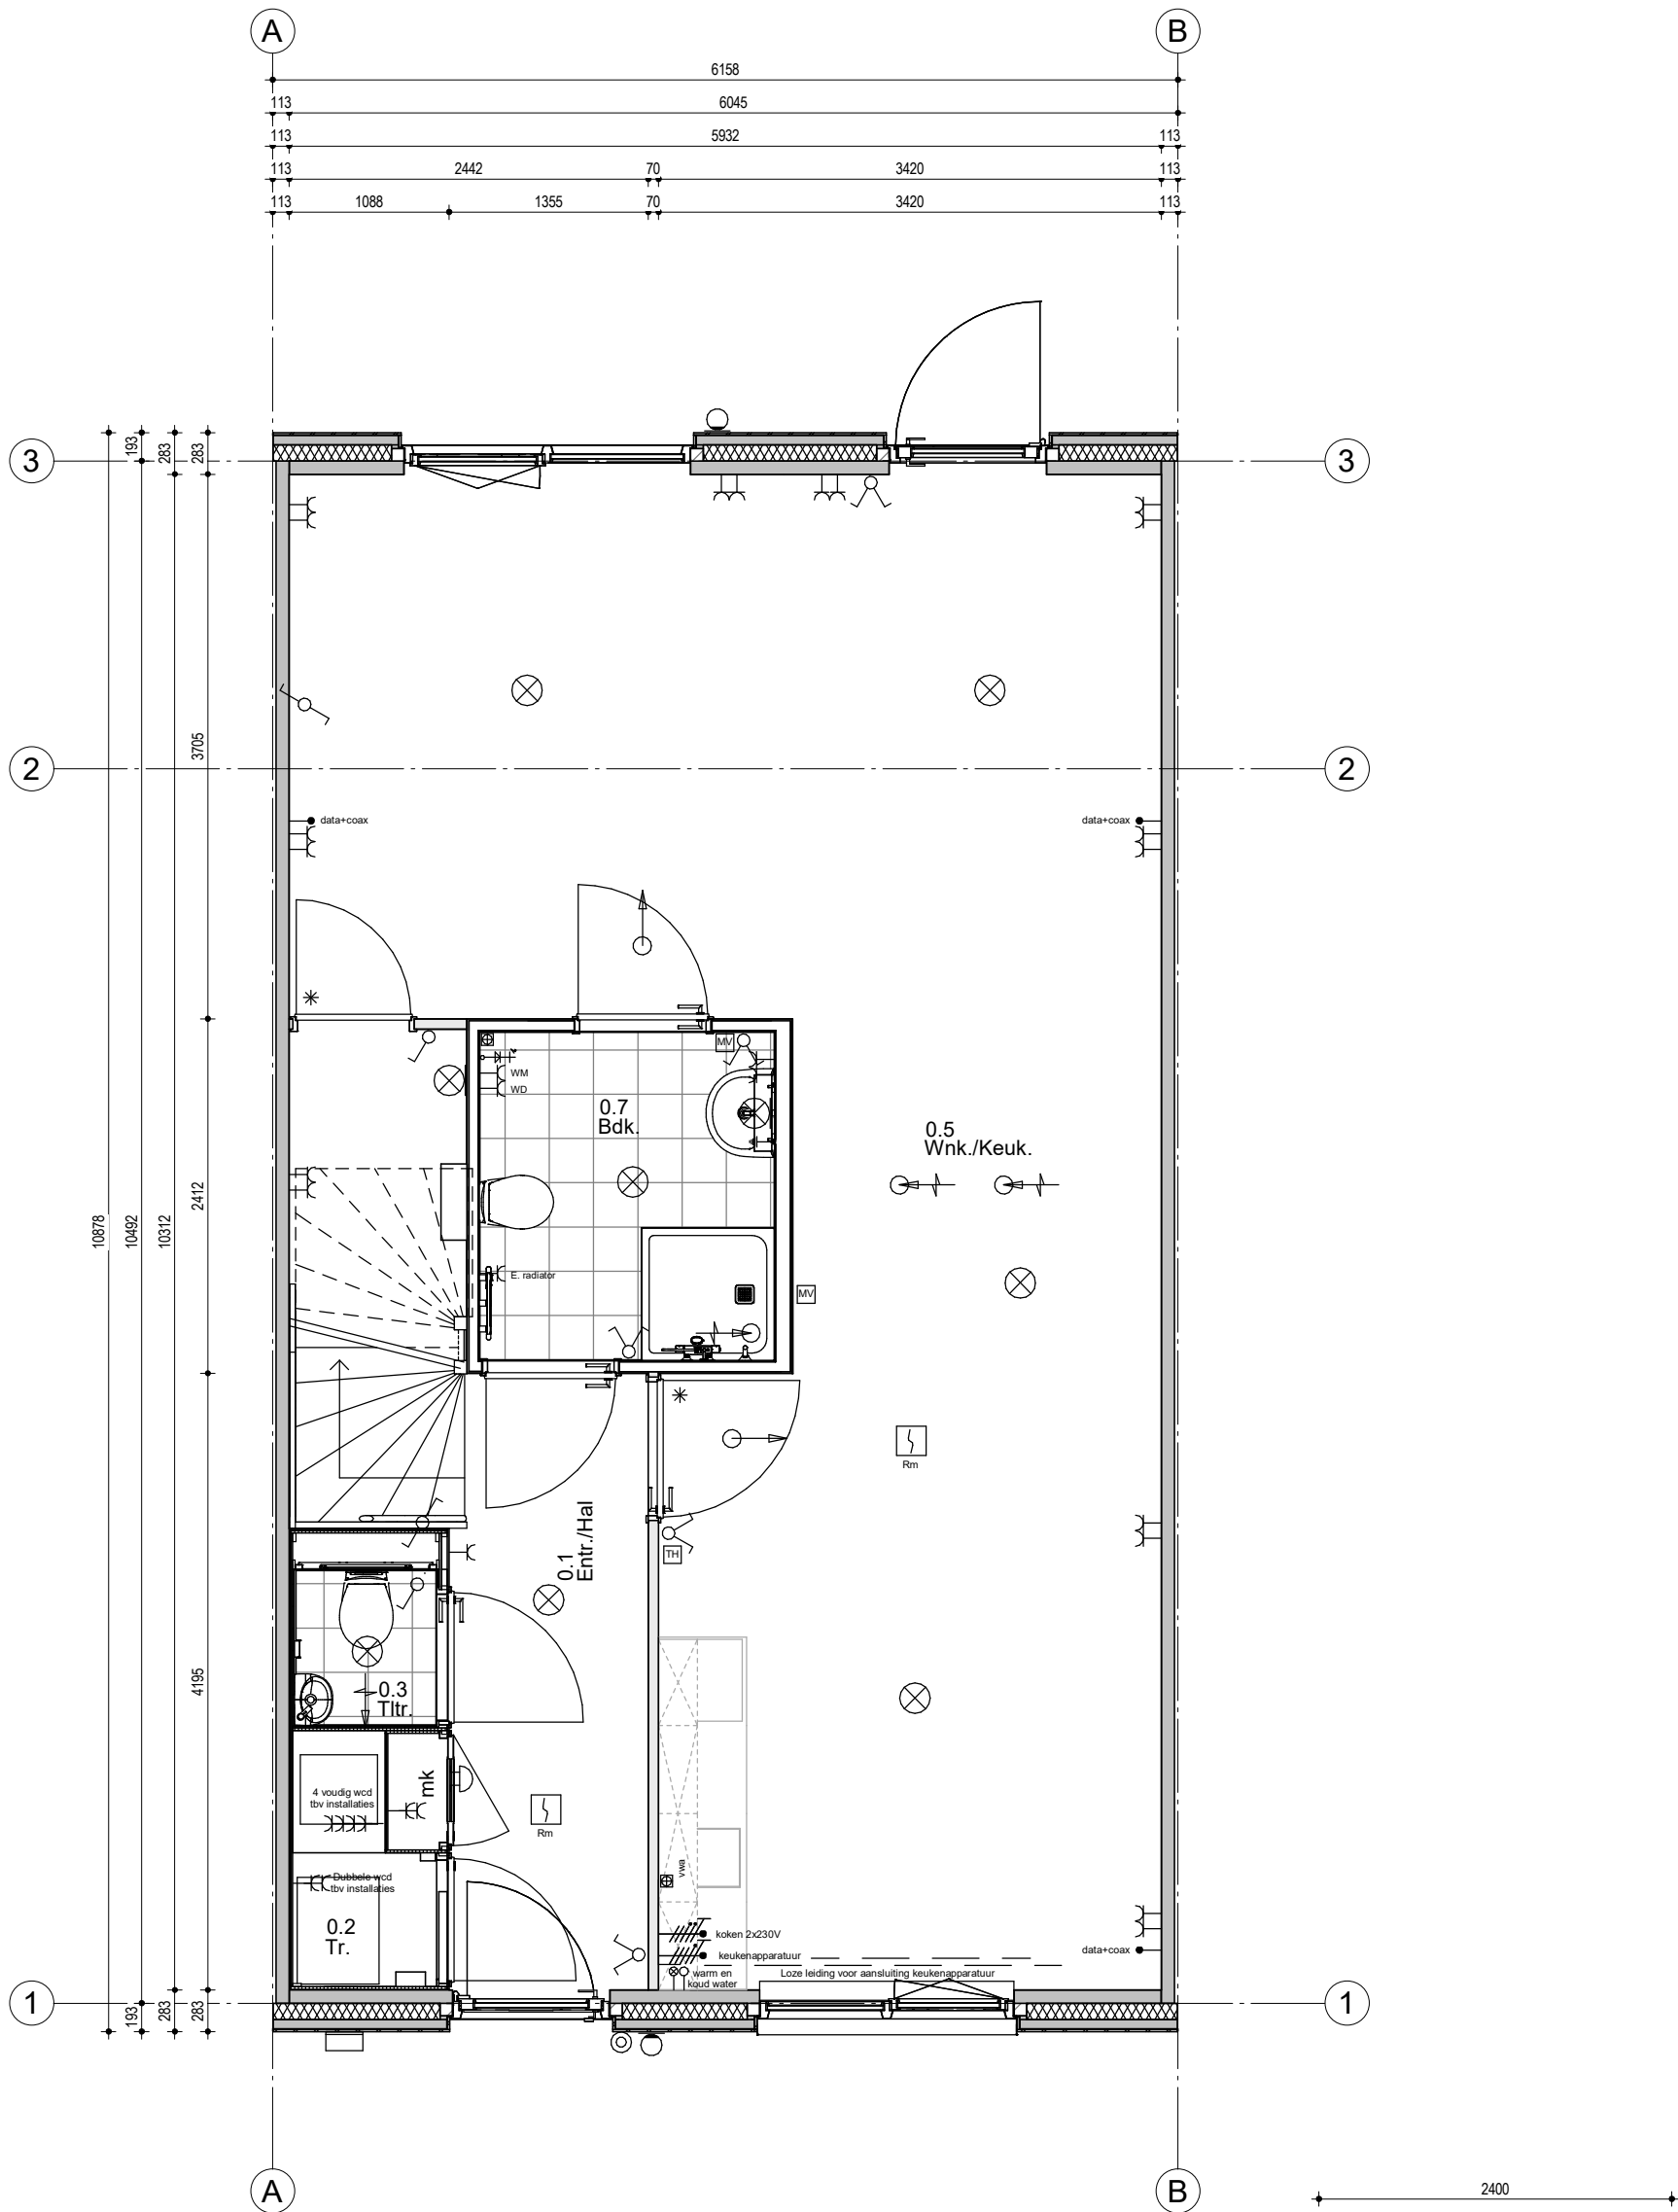 A
B
6158
113
6045
113
5932
113
113
2442
70
3420
113
113
1088
1355
70
3420
113
193
283
283
3
3
3705
2
2
data+coax
data+coax
MV
WM
WD
0.7
Bdk.
0.5
Wnk./Keuk.
2412
10878
10492
10312
E. radiator
MV
Rm
0.1
Entr./Hal
TH
0.3
Tltr.
4195
4 voudig wcd
tbv installaties
mk
Rm
Dubbele wcd
tbv installaties
vwa
0.2
Tr.
koken 2x230V
keukenapparatuur
data+coax
warm en
koud water
Loze leiding voor aansluiting keukenapparatuur
1
1
193
283
283
A
B
2400